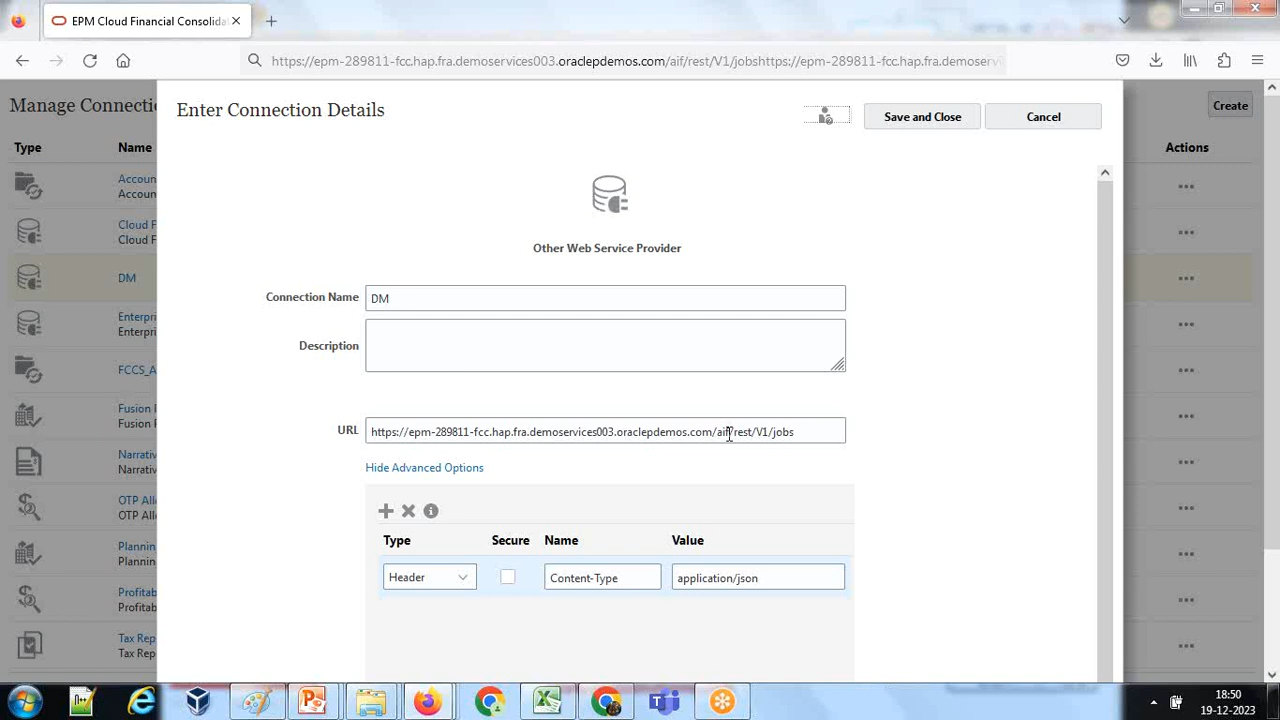 EPM Cloud Financial Consolida
https://epm-289811-fcc.hap.fra.demoservices003.oraclepdemos.com/aif/rest/V1/jobshttps://epm-289811-fcc.hap.fra.demoserv
Manage Connectio
Create
Type
Name
Actions
Accoun
Accoun
Cloud F
Cloud F
DM
Enterpri
Enterpris
FCCS_A
Fusion
Fusion
Narrativ
Narrativ
OTP All
OTP All
Plannin
Plannin
Profitab
Profitab
Tax Rep
Tax Rep
Enter Connection Details
Save and Close
Cancel
Other Web Service Provider
Connection Name
DM
Description
URL
https://epm-289811-fcc.hap.fra.demoservices003.oraclepdemos.com/aif/rest/V1/jobs
Hide Advanced Options
Type
Secure
Name
Value
Header
Content-Type
application/json
18:50
19-12-2023